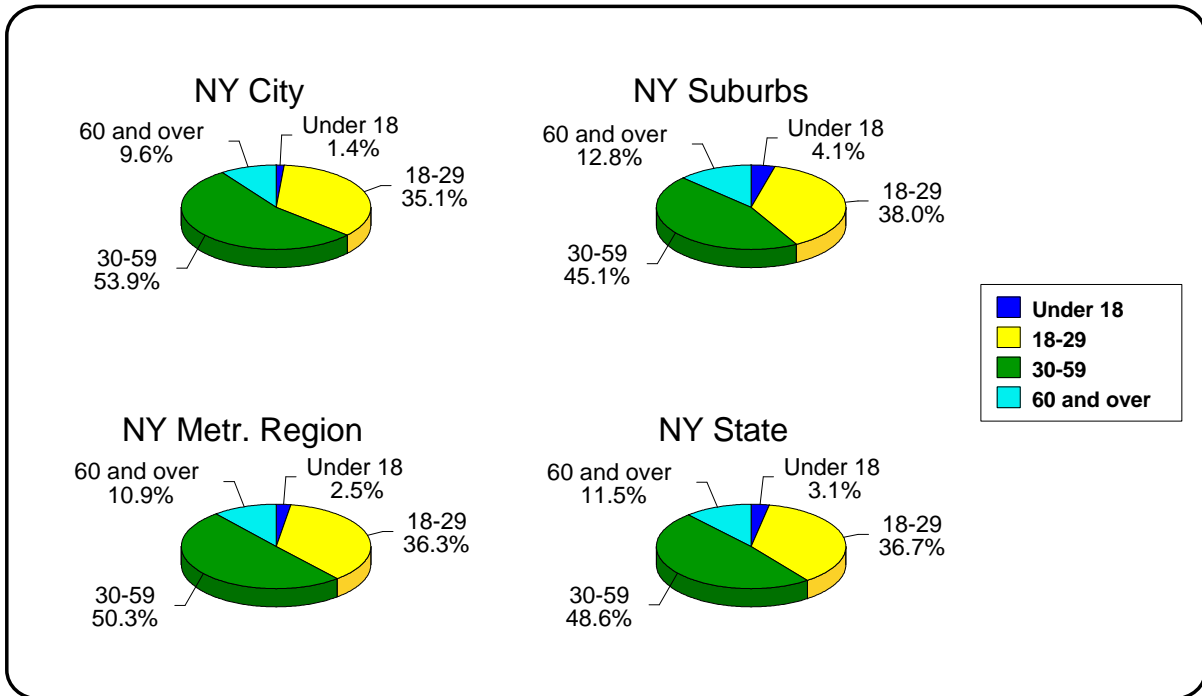 NY City
60 and over
9.6%
Under 18
1.4%
18-29
35.1%
30-59
53.9%
NY Suburbs
60 and over
12.8%
Under 18
4.1%
18-29
38.0%
30-59
45.1%
Under 18
18-29
30-59
60 and over
NY Metr. Region
60 and over
10.9%
Under 18
2.5%
18-29
36.3%
30-59
50.3%
NY State
60 and over
11.5%
Under 18
3.1%
18-29
36.7%
30-59
48.6%